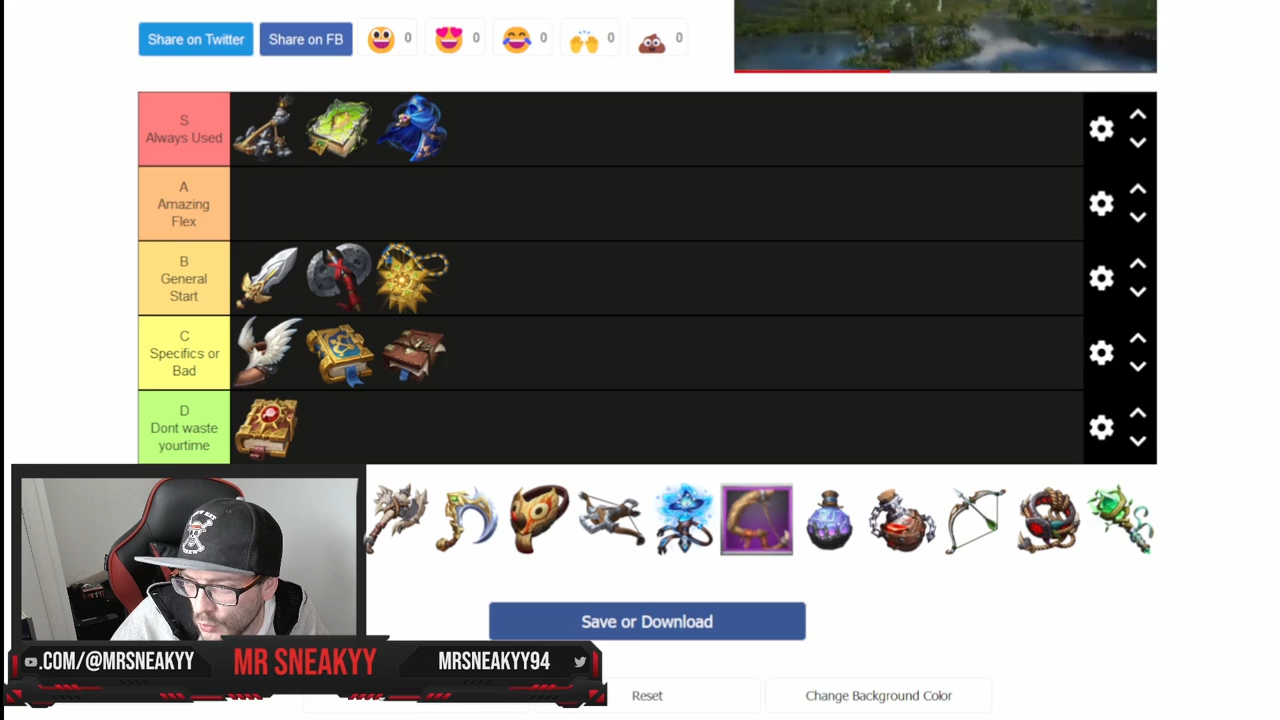 Share on Twitter
Share on FB
0
0
0
0
0
S
Always Used
A
Amazing
Flex
B
General
Start
C
Specifics or
Bad
D
Dont waste
yourtime
Save or Download
.COM/@MRSNEAKYY
MR SNEAKYY
MRSNEAKYY94
Reset
Change Background Color